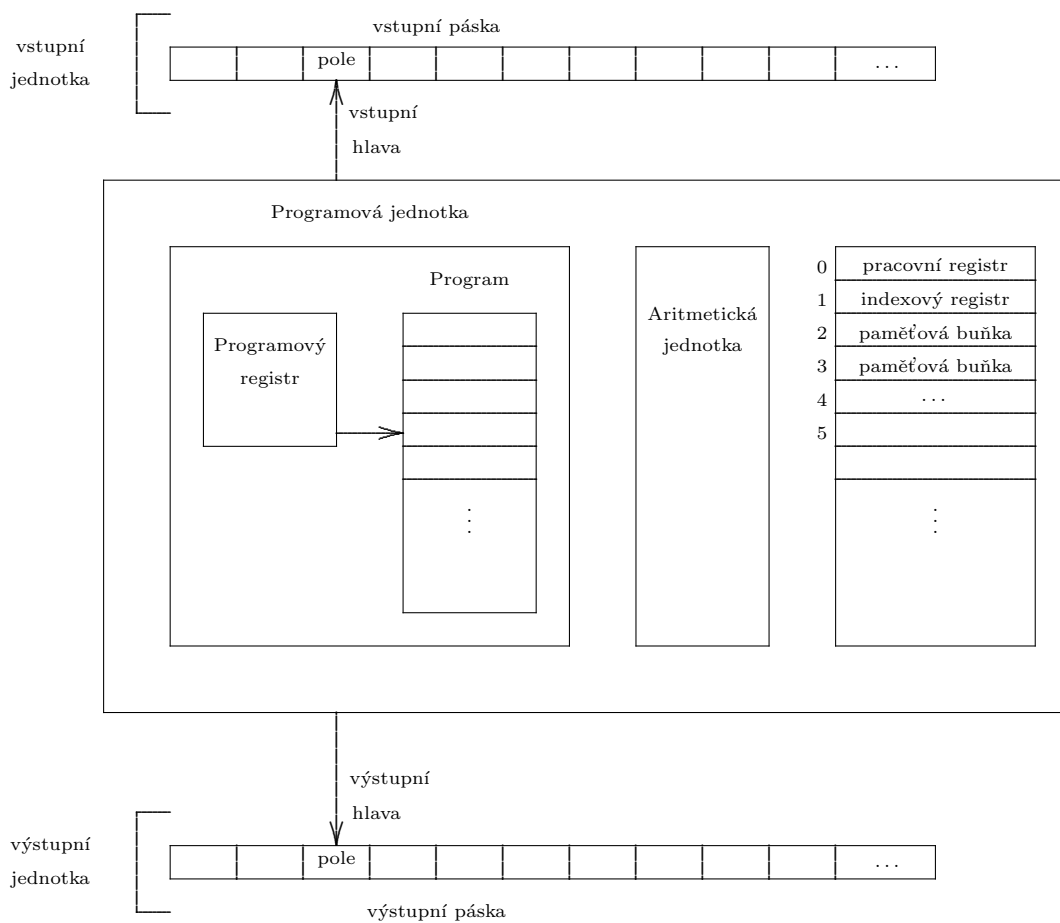 vstupní páska
vstupní
jednotka
pole
...
vstupní
hlava
Programová jednotka
Program
Programový
registr
Aritmetická
jednotka
0 pracovní registr
1 indexový registr
2 paměťová buňka
3 paměťová buňka
4 ...
5
výstupní
hlava
výstupní
jednotka
pole
...
výstupní páska